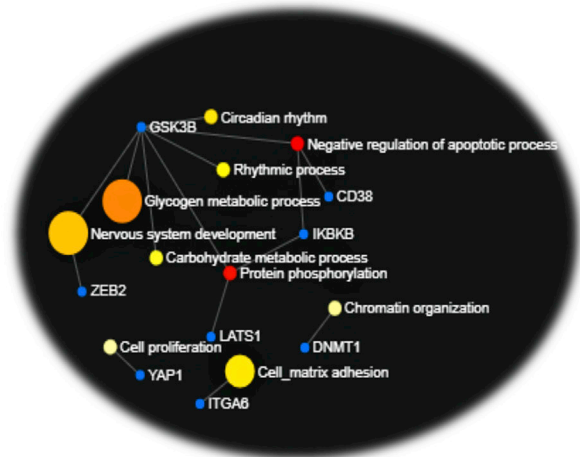 Circadian rhythm
GSK3B
Negative regulation of apoptotic process
Rhythmic process
CD38
Glycogen metabolic process
Nervous system development
IKBKB
Carbohydrate metabolic process
Protein phosphorylation
ZEB2
Chromatin organization
LATS1
Cell proliferation
DNMT1
Cell_matrix adhesion
YAP1
ITGA6